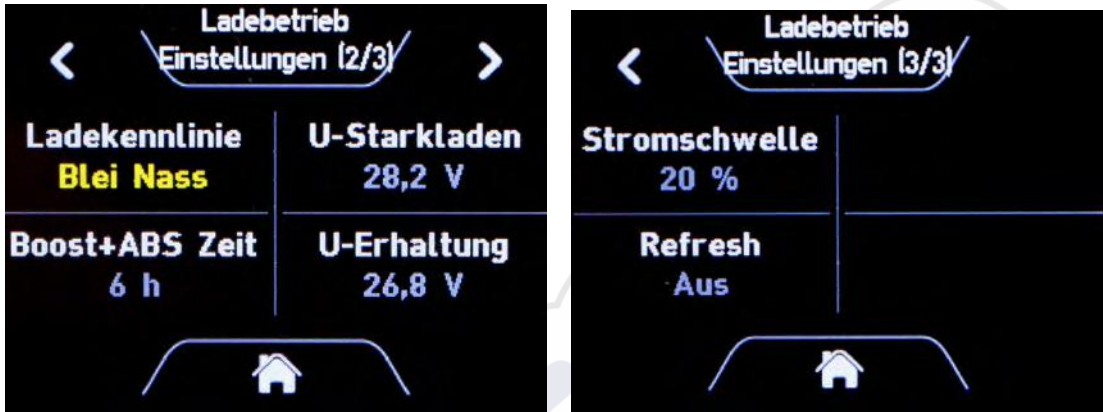 Ladebetrieb
Einstellungen (2/3)
Ladekennlinie
Blei Nass
U-Starkladen
28,2 V
Boost+ABS Zeit
6 h
U-Erhaltung
26,8 V
Ladebetrieb
Einstellungen (3/3)
Stromschwelle
20 %
Refresh
Aus